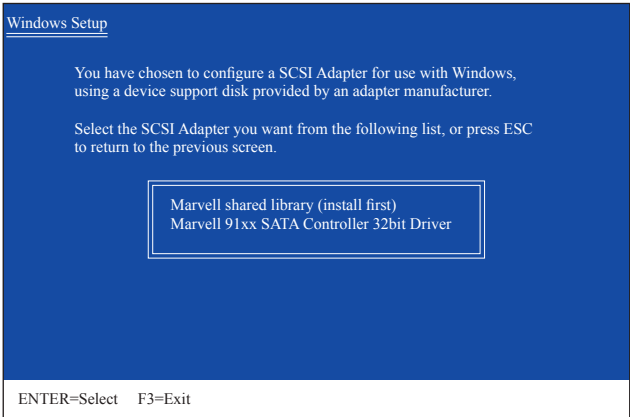 Windows Setup
You have chosen to configure a SCSI Adapter for use with Windows,
using a device support disk provided by an adapter manufacturer.
Select the SCSI Adapter you want from the following list, or press ESC
to return to the previous screen.
Marvell shared library (install first)
Marvell 91xx SATA Controller 32bit Driver
ENTER=Select F3=Exit